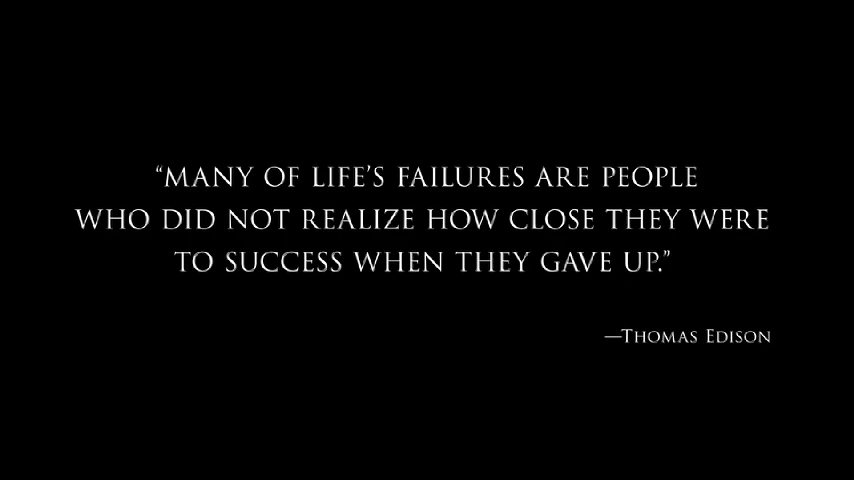 “MANY OF LIFE’S FAILURES ARE PEOPLE
WHO DID NOT REALIZE HOW CLOSE THEY WERE
TO SUCCESS WHEN THEY GAVE UP.”
—THOMAS EDISON